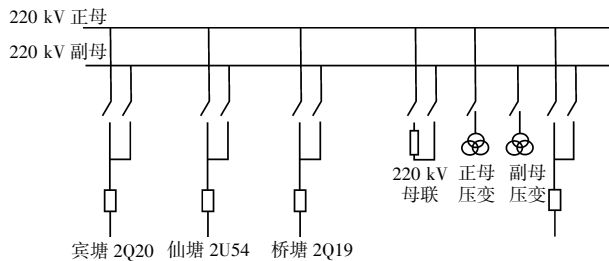 220 kV 正母
220 kV 副母
220 kV
母联
正母
压变
副母
压变
宾塘 2Q20
仙塘 2U54
桥塘 2Q19